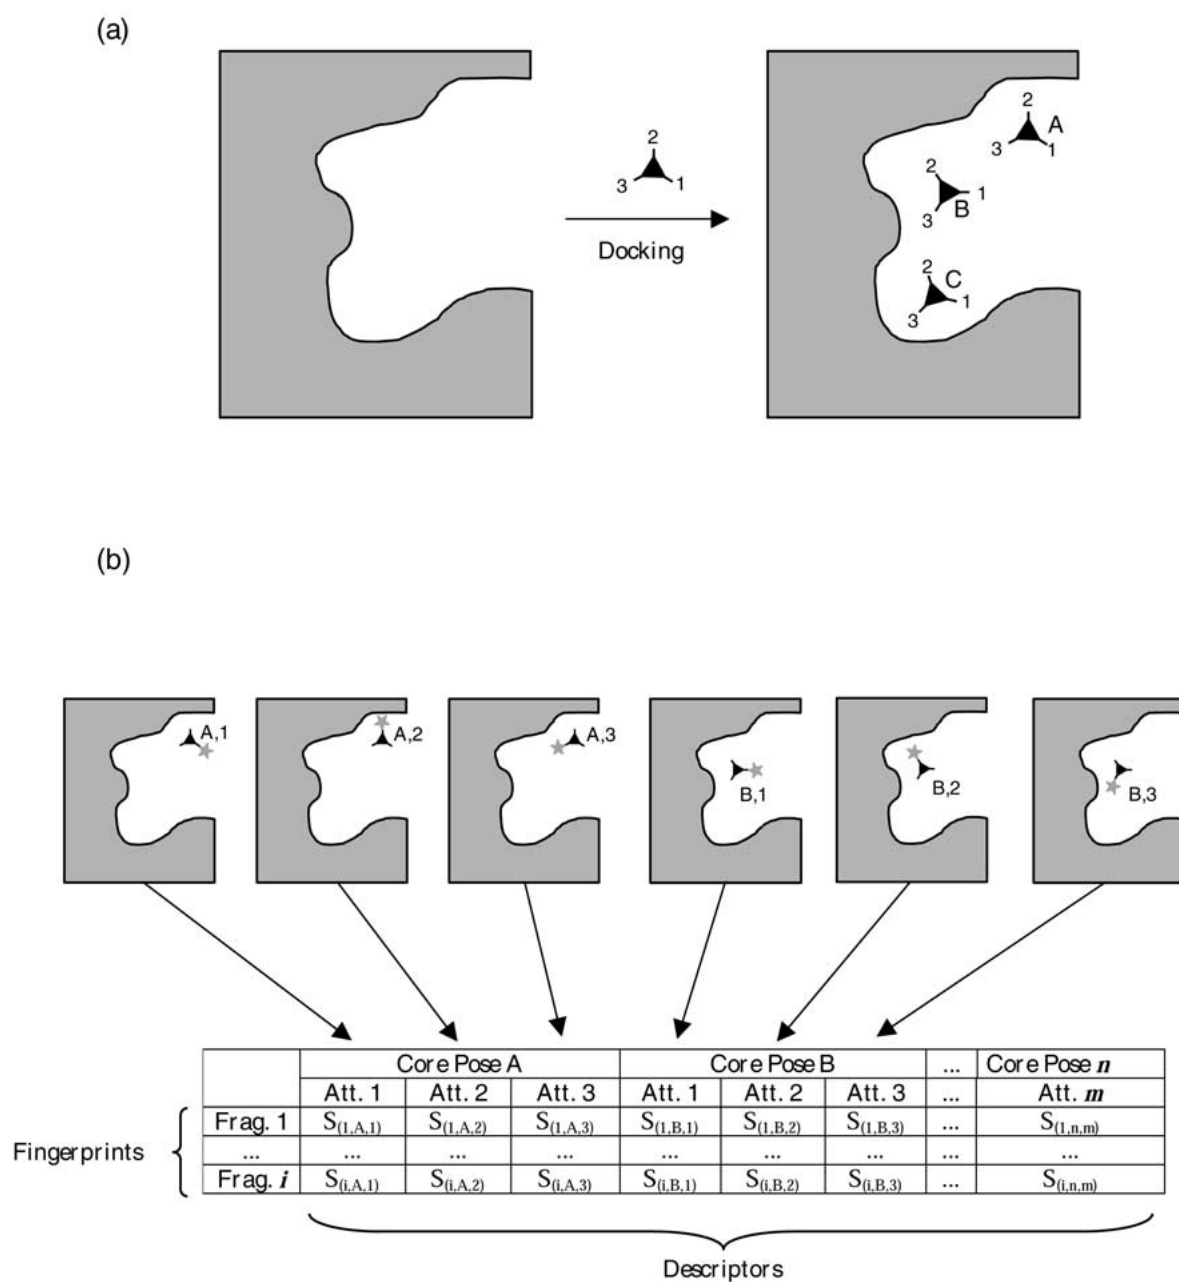 (a)
2
3
1
Docking
2
A
3
1
2
1
B
3
2
C
1
3
(b)
A,1
A,2
A,3
B,1
B,2
B,3
Core Pose A Core Pose B ... Core Pose n
Att. 1 Att. 2 Att. 3 Att. 1 Att. 2 Att. 3 ... Att. m
Frag. 1 S(1,A,1) S(1,A,2) S(1,A,3) S(1,B,1) S(1,B,2) S(1,B,3) ... S(1,n,m)
Fingerprints
... ... ... ... ... ... ... ... ...
Frag. i S(i,A,1) S(i,A,2) S(i,A,3) S(i,B,1) S(i,B,2) S(i,B,3) ... S(i,n,m)
Descriptors